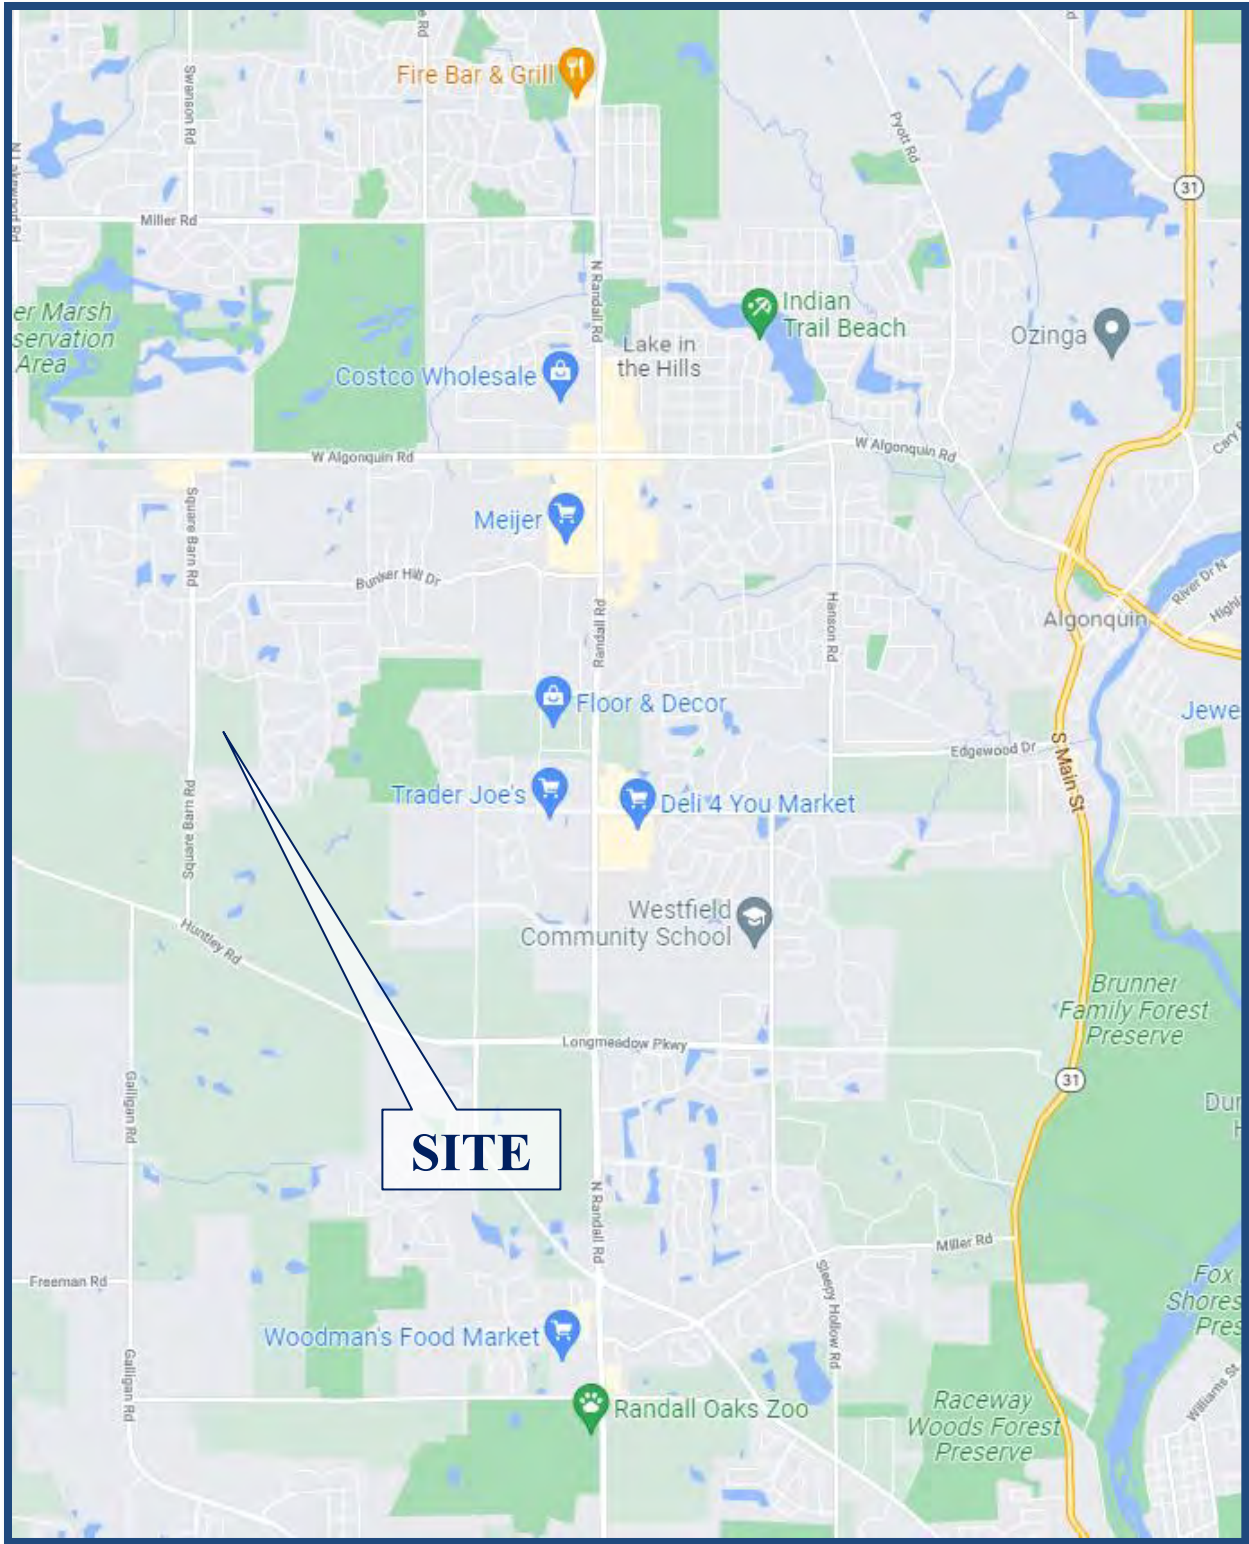 Fire Bar & Grill
Swanson Rd
Pyott Rd
31
Miller Rd
N Randall Rd
Indian
Trail Beach
er Marsh
servation
Area
Ozinga
Lake in
the Hills
Costco Wholesale
W Algonquin Rd
W Algonquin Rd
Square Barn Rd
Meijer
Bunker Hill Dr
River Dr N
Hanson Rd
Randall Rd
Algonquin
Floor & Decor
Jewe
Edgewood Dr
S Main St
Trader Joe's
Deli 4 You Market
Square Barn Rd
Westfield
Community School
Huntley Rd
Brunner
Family Forest
Preserve
Longmeadow Pkwy
31
Galligan Rd
Dun
H
SITE
N Randall Rd
Miller Rd
Sleepy Hollow Rd
Freeman Rd
Fox
Shores
Pres
Woodman's Food Market
Galligan Rd
Williams St
Randall Oaks Zoo
Raceway
Woods Forest
Preserve